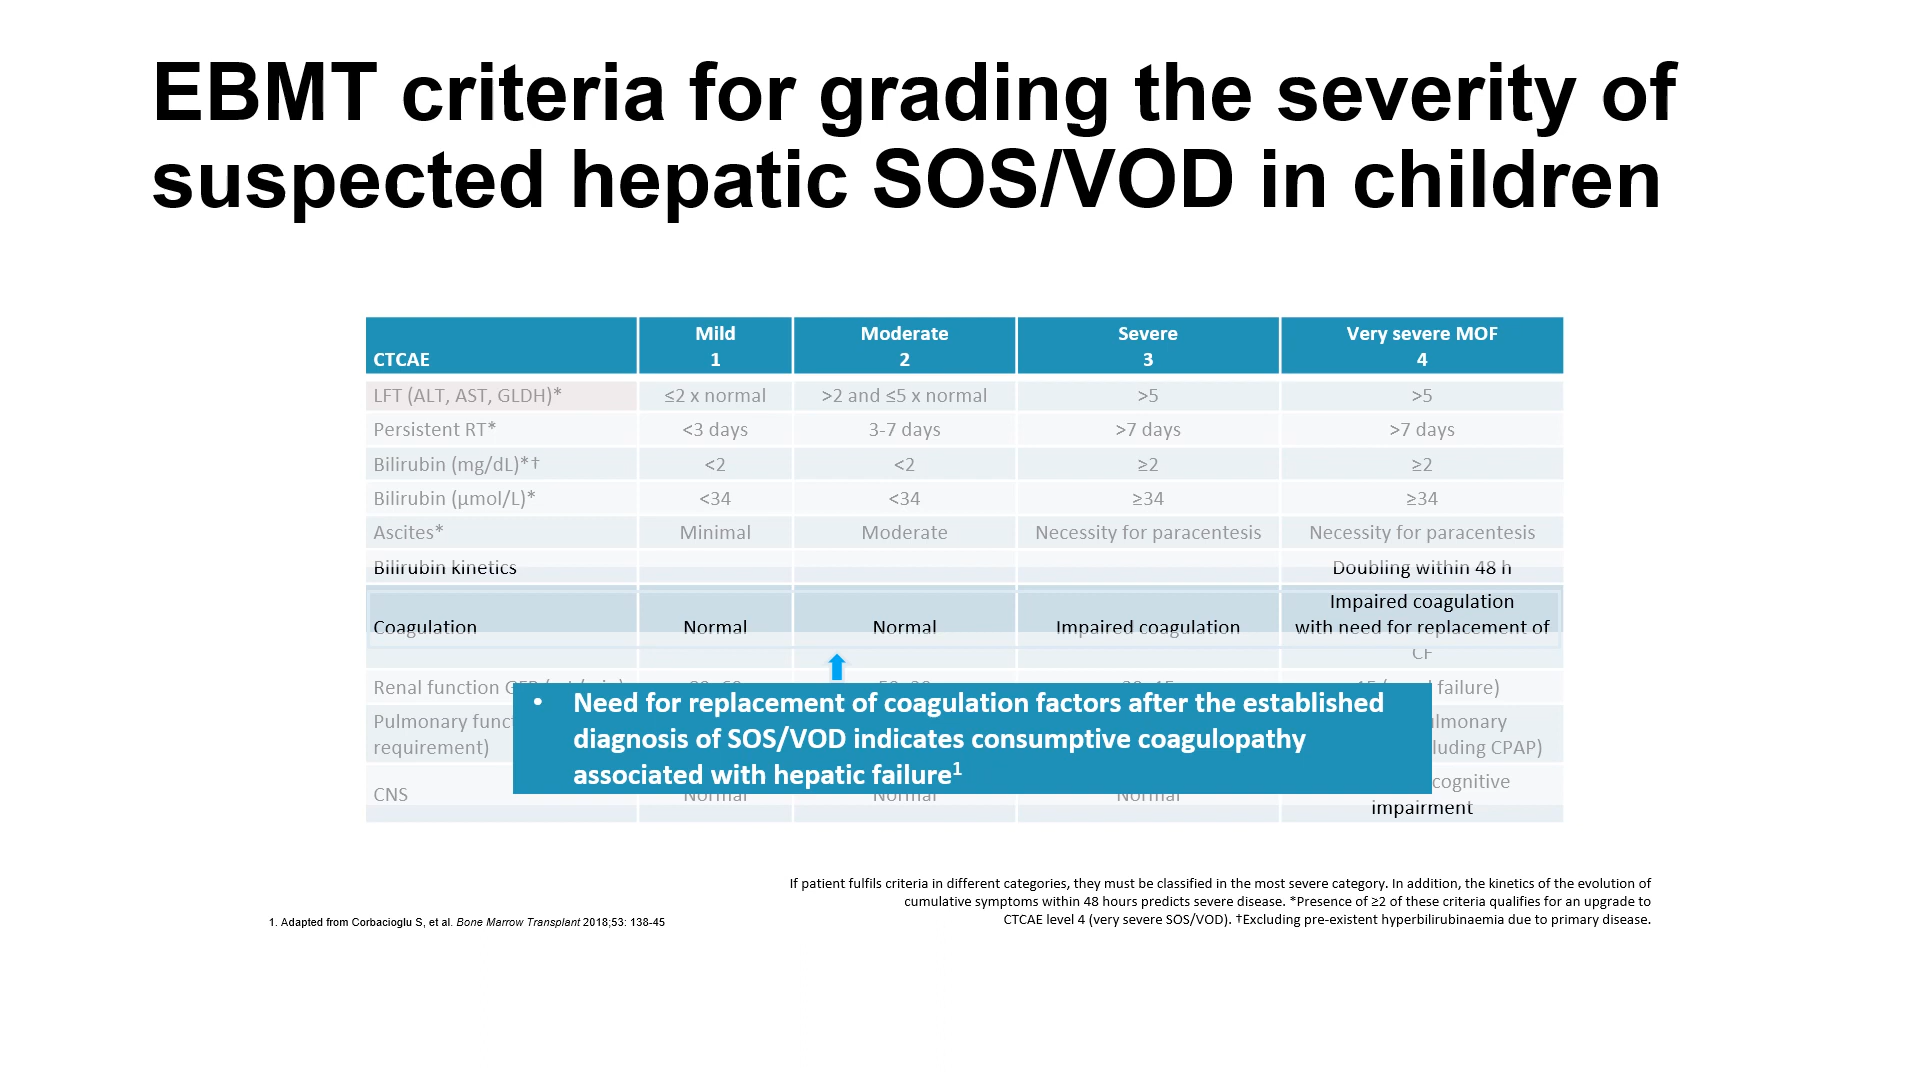 EBMT criteria for grading the severity of
suspected hepatic SOS/VOD in children
CTCAE Mild 1 Moderate 2 Severe 3 Very severe MOF 4
LFT (ALT, AST, GLDH)* ≤2 x normal >2 and ≤5 x normal >5 >5
Persistent RT* <3 days 3-7 days >7 days >7 days
Bilirubin (mg/dL)*† <2 <2 ≥2 ≥2
Bilirubin (µmol/L)* <34 <34 ≥34 ≥34
Ascites* Minimal Moderate Necessity for paracentesis Necessity for paracentesis
Bilirubin kinetics Doubling within 48 h
Coagulation Normal Normal Impaired coagulation Impaired coagulation with need for replacement of CF
Renal function failure)
Pulmonary
requirement) including CPAP)
CNS Normal Normal Normal cognitive
impairment
• Need for replacement of coagulation factors after the established
diagnosis of SOS/VOD indicates consumptive coagulopathy
associated with hepatic failure1
If patient fulfils criteria in different categories, they must be classified in the most severe category. In addition, the kinetics of the evolution of
cumulative symptoms within 48 hours predicts severe disease. *Presence of ≥2 of these criteria qualifies for an upgrade to
CTCAE level 4 (very severe SOS/VOD). †Excluding pre-existent hyperbilirubinaemia due to primary disease.
1. Adapted from Corbacioglu S, et al. Bone Marrow Transplant 2018;53: 138-45